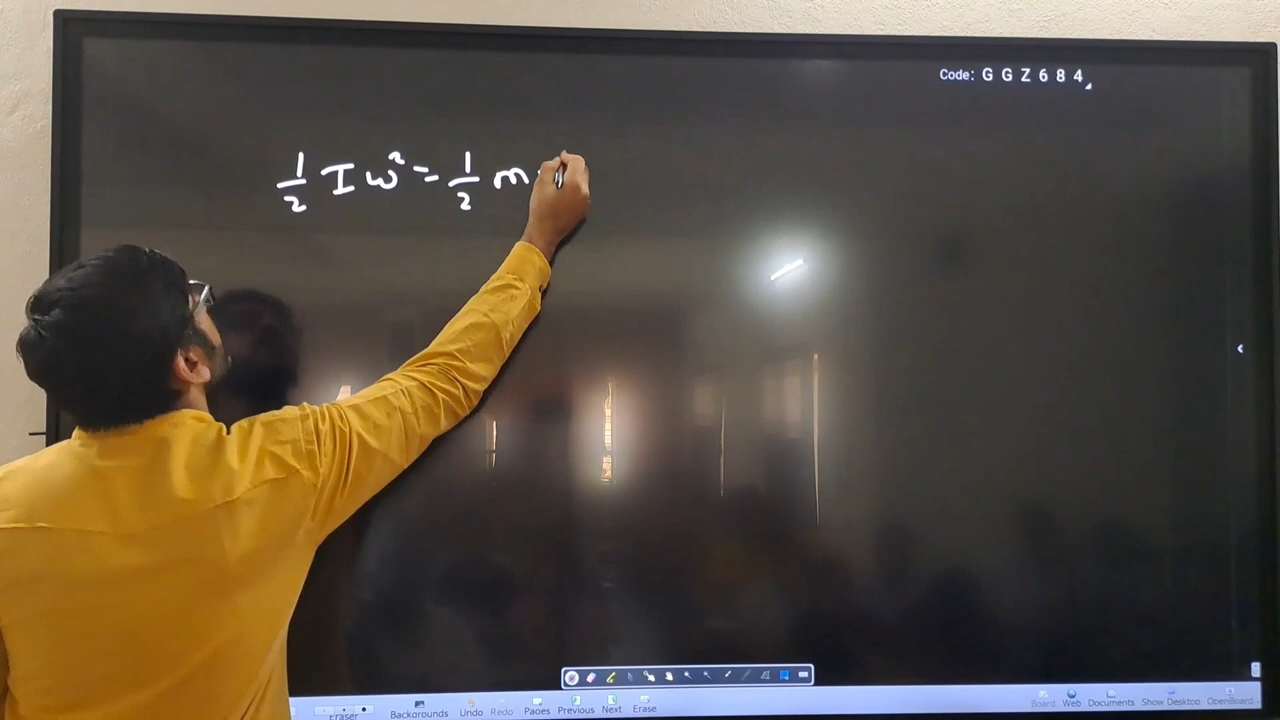 Code: G G Z 6 8 4
1/2 I ω² = 1/2 m
Eraser Backgrounds Undo Redo Pages Previous Next Erase Board Web Documents Show Desktop OpenBoard